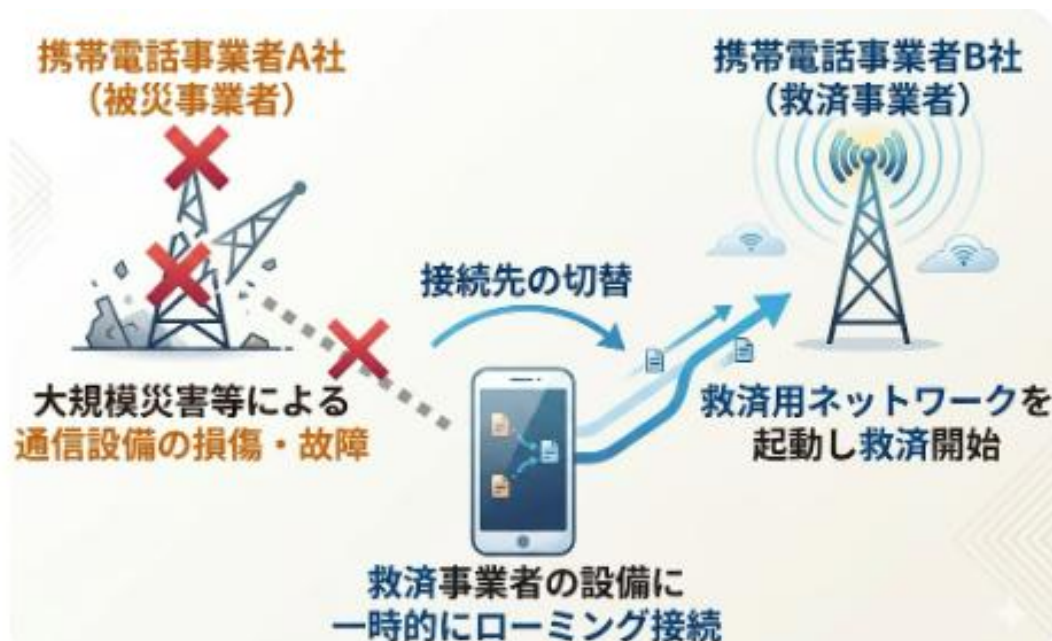 携帯電話事業者A社
（被災事業者）
携帯電話事業者B社
（救済事業者）
接続先の切替
大規模災害等による
通信設備の損傷・故障
救済用ネットワークを
起動し救済開始
救済事業者の設備に
一時的にローミング接続